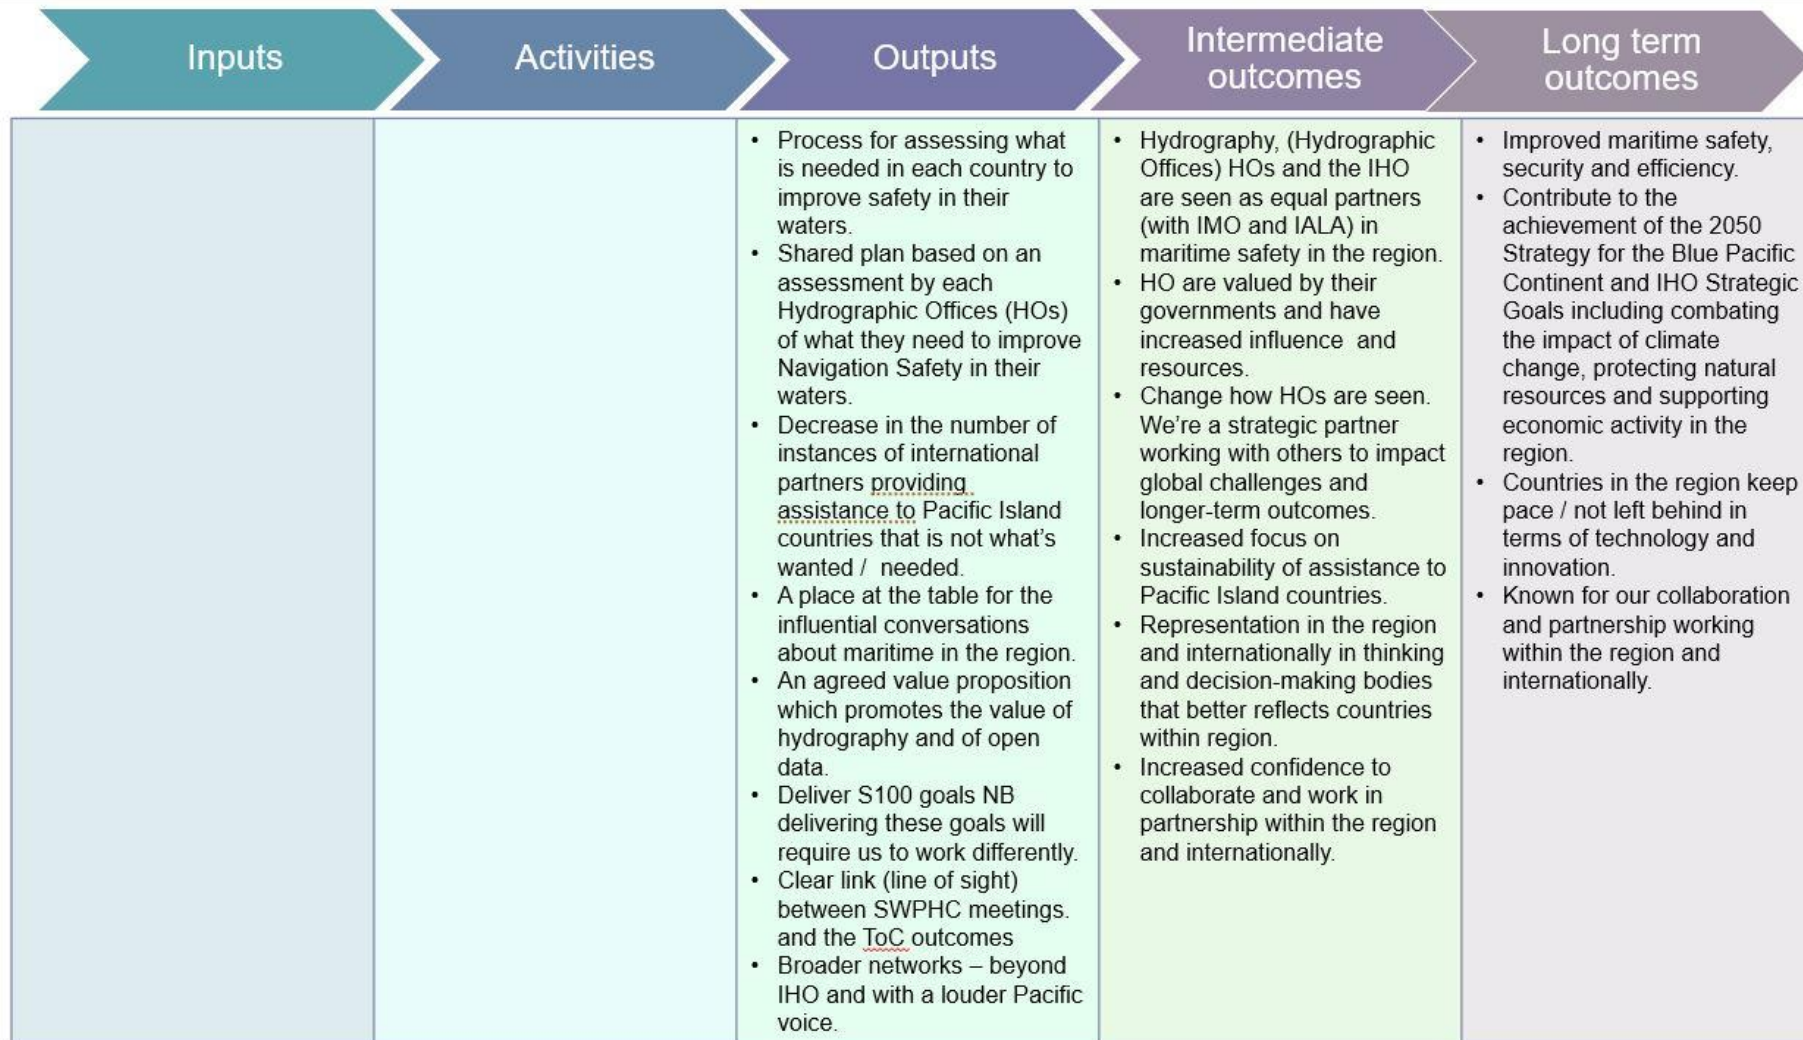 Inputs
Activities
Outputs
Intermediate
outcomes
Long term
outcomes
• Process for assessing what
is needed in each country to
improve safety in their
waters.
• Shared plan based on an
assessment by each
Hydrographic Offices (HOs)
of what they need to improve
Navigation Safety in their
waters.
• Decrease in the number of
instances of international
partners providing
assistance to Pacific Island
countries that is not what’s
wanted /  needed.
• A place at the table for the
influential conversations
about maritime in the region.
• An agreed value proposition
which promotes the value of
hydrography and of open
data.
• Deliver S100 goals NB
delivering these goals will
require us to work differently.
• Clear link (line of sight)
between SWPHC meetings.
and the ToC outcomes
• Broader networks – beyond
IHO and with a louder Pacific
voice.
• Hydrography, (Hydrographic
Offices) HOs and the IHO
are seen as equal partners
(with IMO and IALA) in
maritime safety in the region.
• HO are valued by their
governments and have
increased influence  and
resources.
• Change how HOs are seen.
We’re a strategic partner
working with others to impact
global challenges and
longer-term outcomes.
• Increased focus on
sustainability of assistance to
Pacific Island countries.
• Representation in the region
and internationally in thinking
and decision-making bodies
that better reflects countries
within region.
• Increased confidence to
collaborate and work in
partnership within the region
and internationally.
• Improved maritime safety,
security and efficiency.
• Contribute to the
achievement of the 2050
Strategy for the Blue Pacific
Continent and IHO Strategic
Goals including combating
the impact of climate
change, protecting natural
resources and supporting
economic activity in the
region.
• Countries in the region keep
pace / not left behind in
terms of technology and
innovation.
• Known for our collaboration
and partnership working
within the region and
internationally.